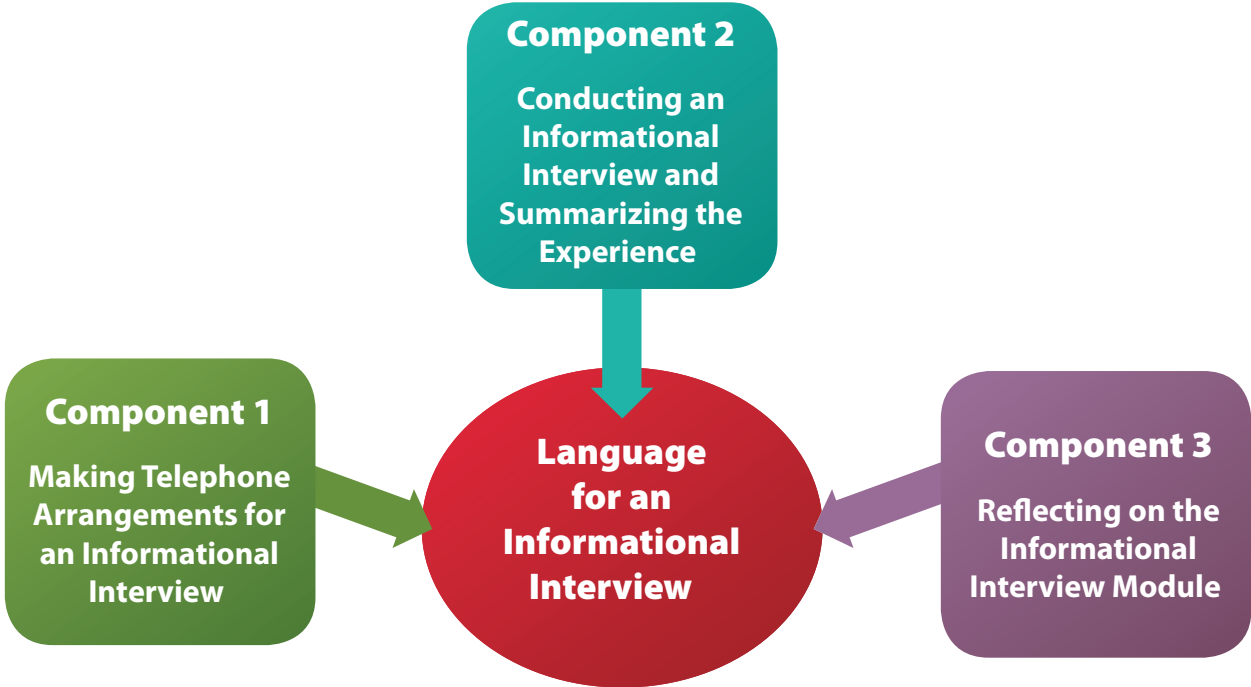 Component 1
Making Telephone
Arrangements for
an Informational
Interview
Component 2
Conducting an
Informational
Interview and
Summarizing the
Experience
Component 3
Reflecting on the
Informational
Interview Module
Language
for an
Informational
Interview